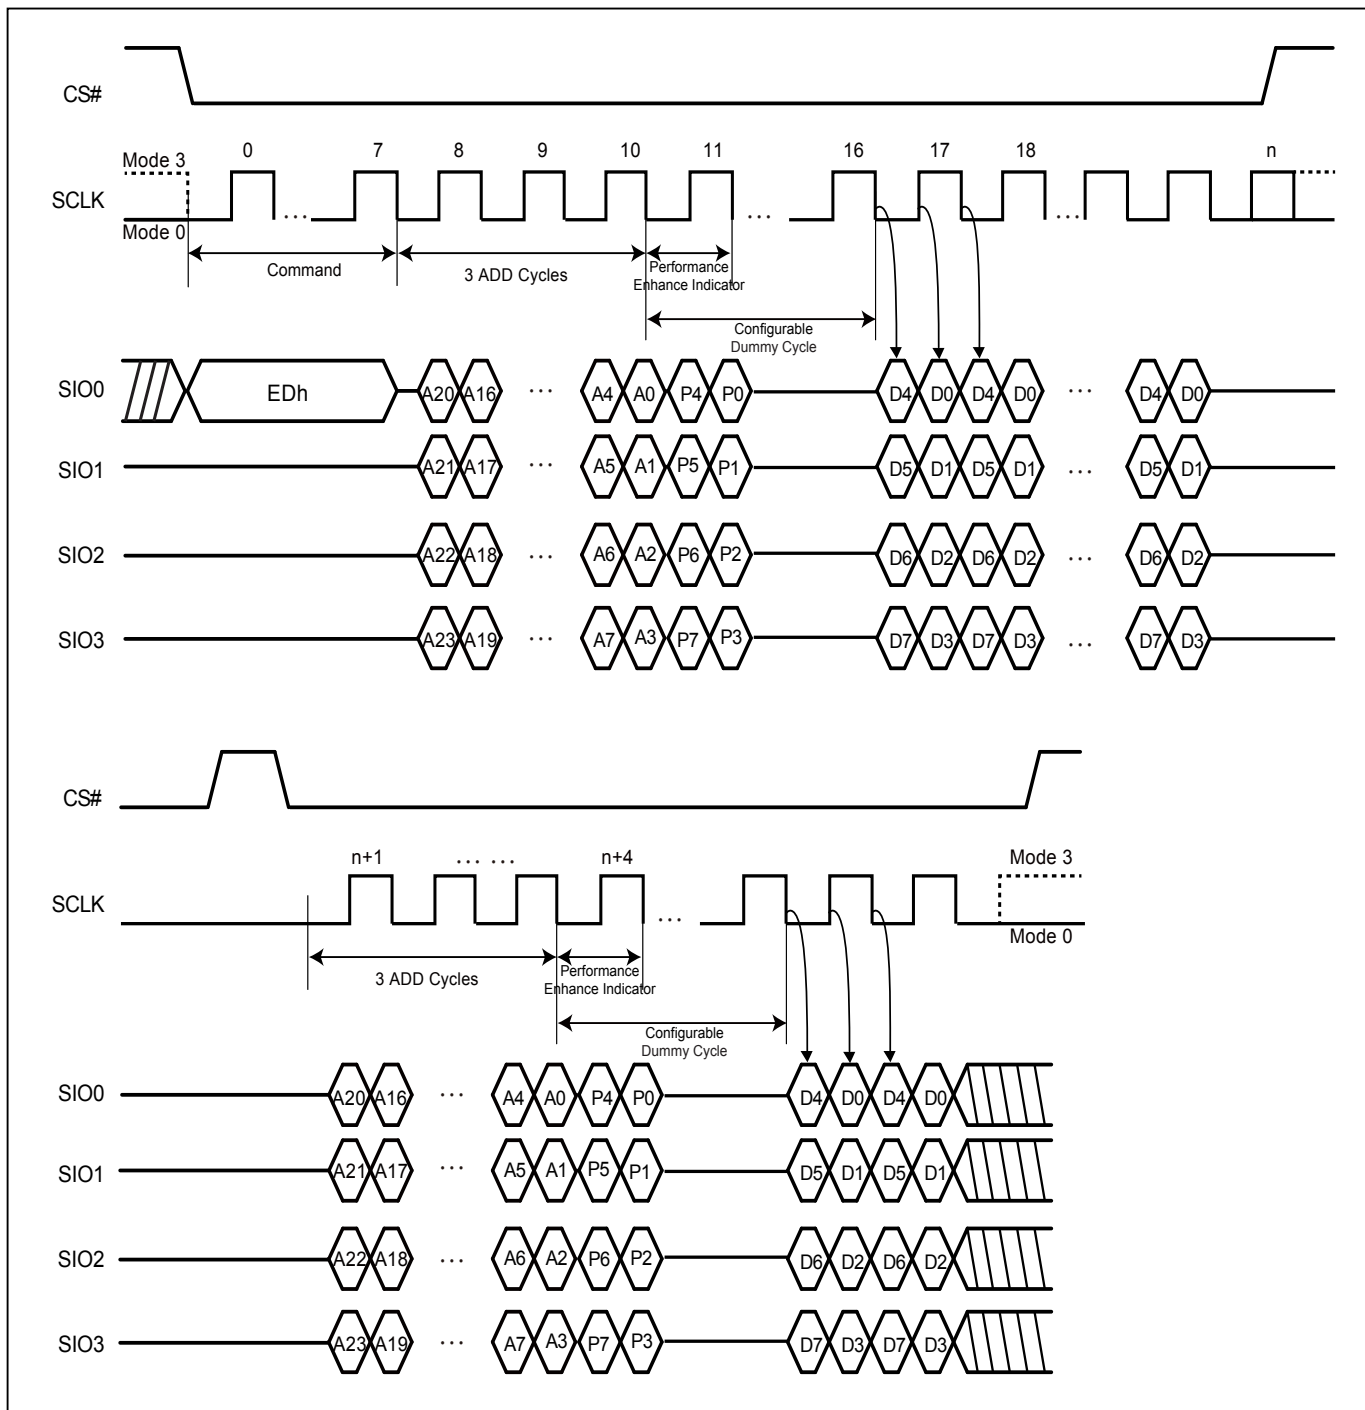 CS#
0 7 8 9 10 11 16 17 18 n
Mode 3
SCLK
Mode 0
Command
3 ADD Cycles
Performance
Enhance Indicator
Configurable
Dummy Cycle
SIO0 EDh A20 A16 ... A4 A0 P4 P0 D4 D0 D4 D0 ... D4 D0
SIO1 A21 A17 ... A5 A1 P5 P1 D5 D1 D5 D1 ... D5 D1
SIO2 A22 A18 ... A6 A2 P6 P2 D6 D2 D6 D2 ... D6 D2
SIO3 A23 A19 ... A7 A3 P7 P3 D7 D3 D7 D3 ... D7 D3
CS#
n+1 ... ... n+4 Mode 3
SCLK
Mode 0
3 ADD Cycles
Performance
Enhance Indicator
Configurable
Dummy Cycle
SIO0 A20 A16 ... A4 A0 P4 P0 D4 D0 D4 D0
SIO1 A21 A17 ... A5 A1 P5 P1 D5 D1 D5 D1
SIO2 A22 A18 ... A6 A2 P6 P2 D6 D2 D6 D2
SIO3 A23 A19 ... A7 A3 P7 P3 D7 D3 D7 D3